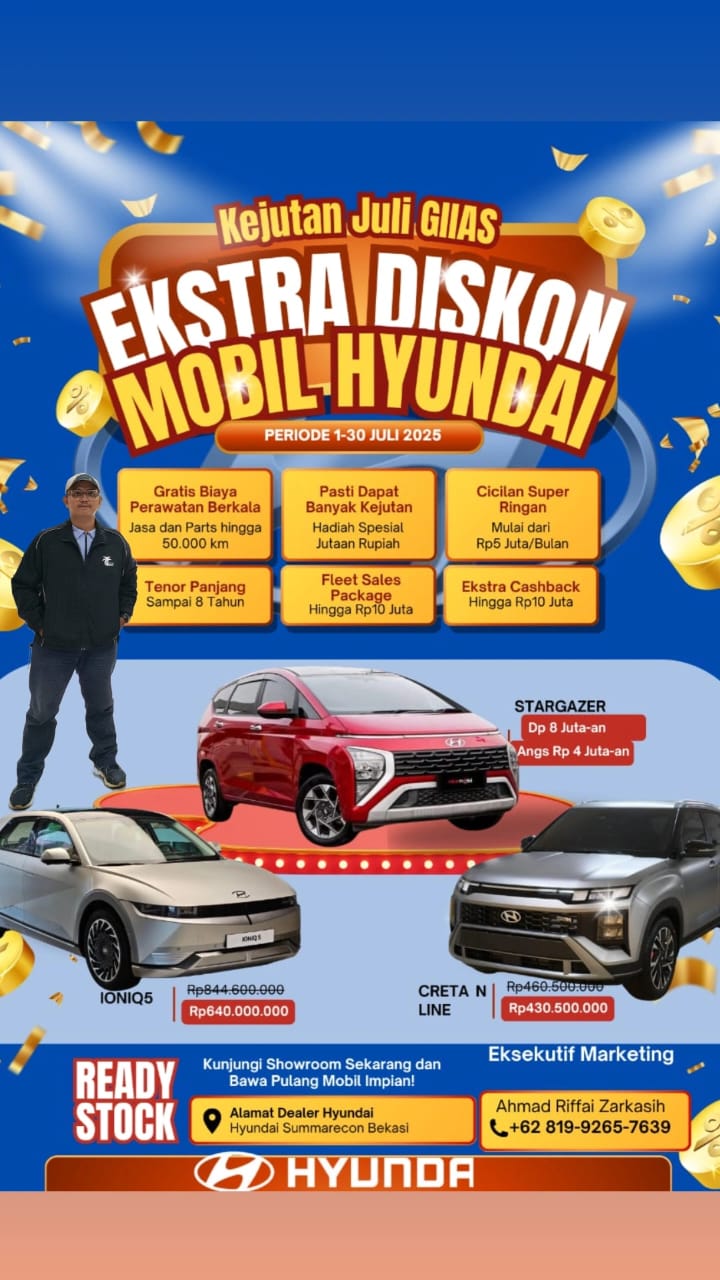 Kejutan Juli GIIAS
EKSTRA DISKON
MOBIL HYUNDAI
PERIODE 1-30 JULI 2025
Gratis Biaya
Perawatan Berkala
Jasa dan Parts hingga
50.000 km
Pasti Dapat
Banyak Kejutan
Hadiah Spesial
Jutaan Rupiah
Cicilan Super
Ringan
Mulai dari
Rp5 Juta/Bulan
Tenor Panjang
Sampai 8 Tahun
Fleet Sales
Package
Hingga Rp10 Juta
Ekstra Cashback
Hingga Rp10 Juta
STARGAZER
Dp 8 Juta-an
Angs Rp 4 Juta-an
IONIQ 5
IONIQ5
Rp844.600.000
Rp640.000.000
CRETA N
LINE
Rp460.500.000
Rp430.500.000
READY
STOCK
Kunjungi Showroom Sekarang dan
Bawa Pulang Mobil Impian!
Alamat Dealer Hyundai
Hyundai Summarecon Bekasi
Eksekutif Marketing
Ahmad Riffai Zarkasih
+62 819-9265-7639
HYUNDA